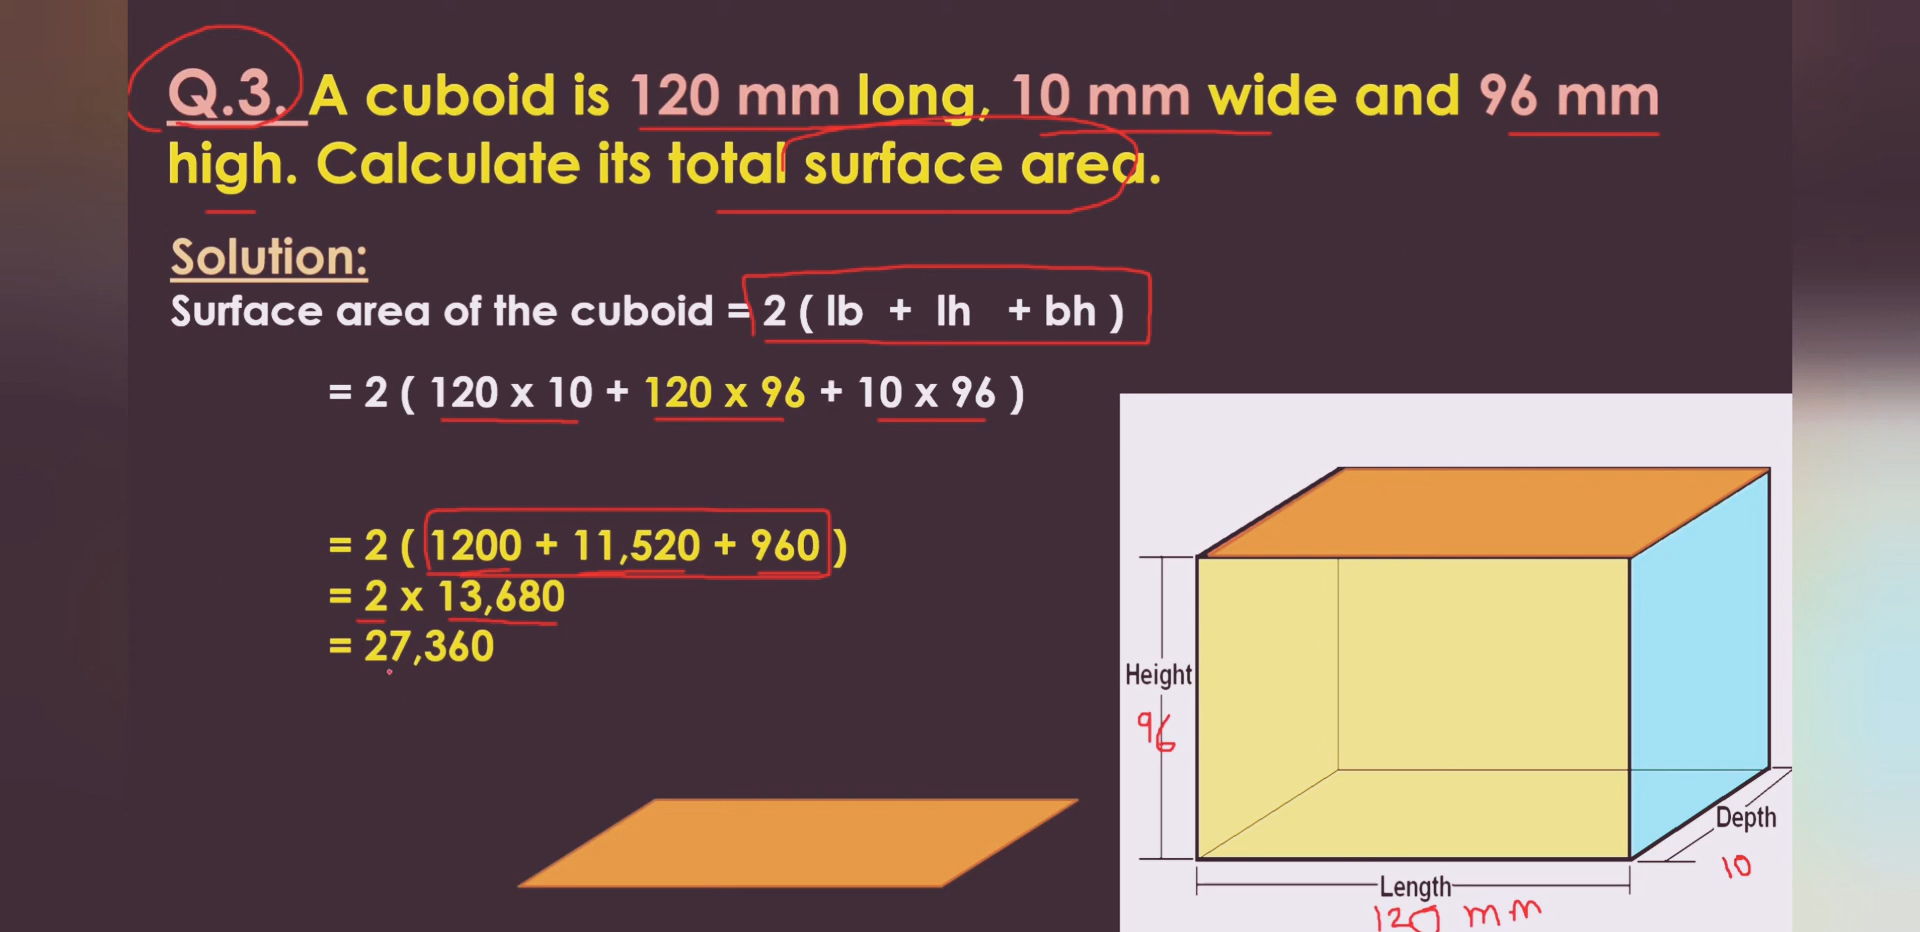 Q.3. A cuboid is 120 mm long, 10 mm wide and 96 mm
high. Calculate its total surface area.
Solution:
Surface area of the cuboid = 2 ( lb + lh + bh )
= 2 ( 120 x 10 + 120 x 96 + 10 x 96 )
= 2 ( 1200 + 11,520 + 960 )
= 2 x 13,680
= 27,360
Height
96
Depth
10
Length
120 mm